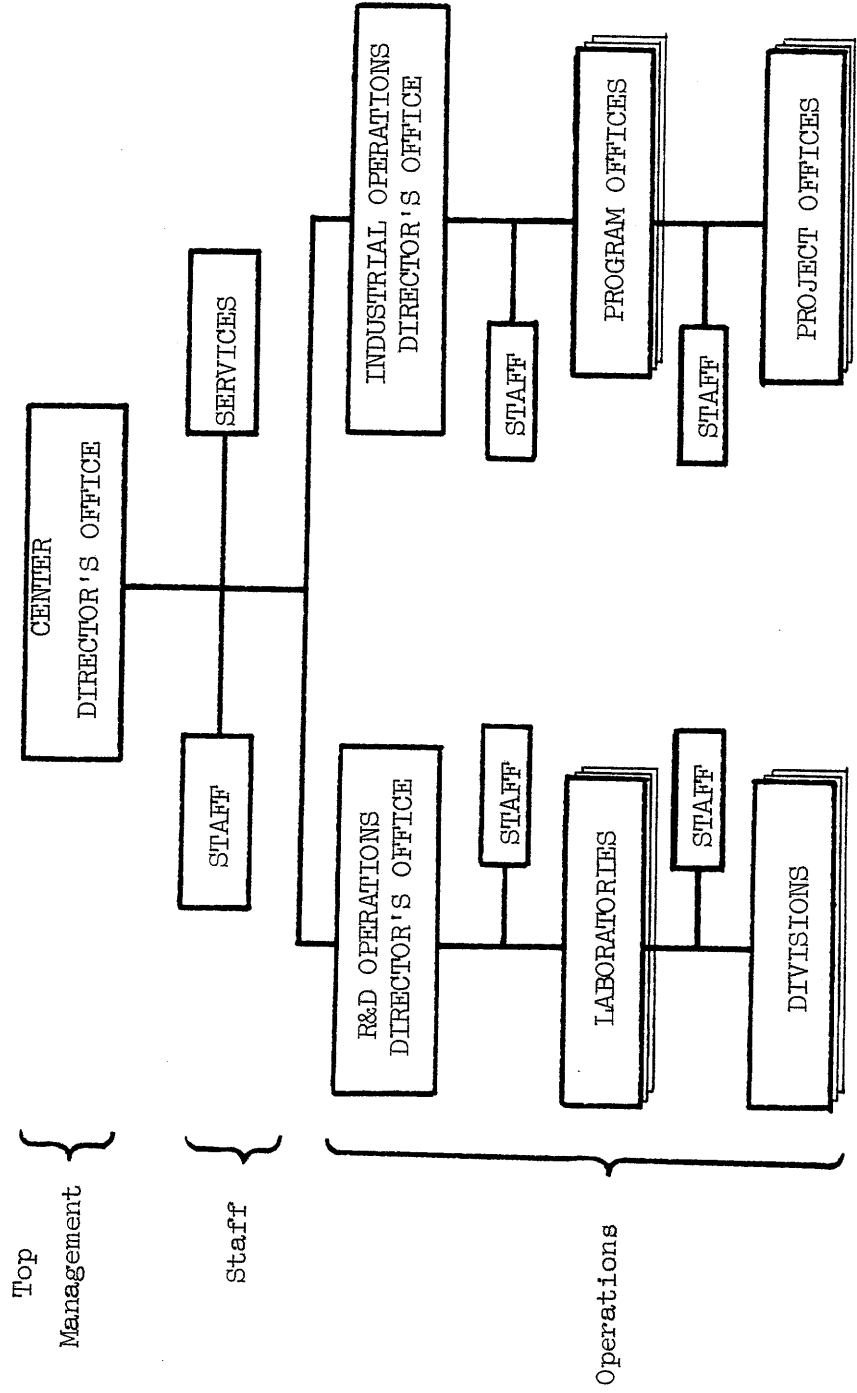 Top
Management
CENTER
DIRECTOR'S OFFICE
Staff
STAFF
SERVICES
Operations
R&D OPERATIONS
DIRECTOR'S OFFICE
INDUSTRIAL OPERATIONS
DIRECTOR'S OFFICE
STAFF
STAFF
LABORATORIES
PROGRAM OFFICES
STAFF
STAFF
DIVISIONS
PROJECT OFFICES